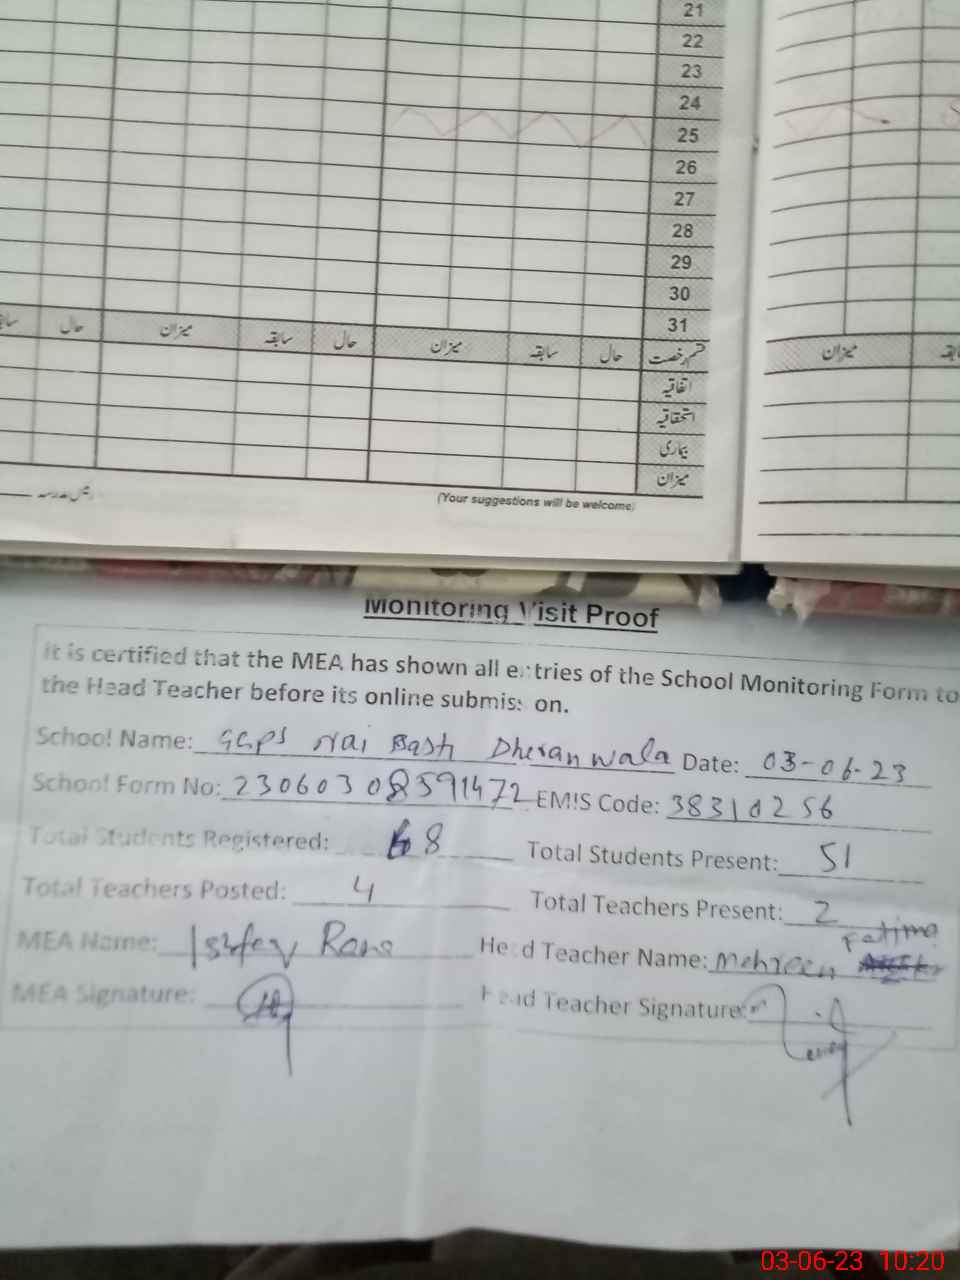 21
22
23
24
25
26
27
28
29
30
31
حال میزان سابقہ حال میزان سابقہ حال قسم رخصت میزان
اتفاقیہ
استحقاقیہ
بیماری
میزان
(Your suggestions will be welcome)
Monitoring Visit Proof
It is certified that the MEA has shown all entries of the School Monitoring Form to
the Head Teacher before its online submission.
School Name: GGPS Nai Basti Dheranwala Date: 03-06-23
School Form No: 23060308591472 EMIS Code: 38310256
Total Students Registered: 68 Total Students Present: 51
Total Teachers Posted: 4 Total Teachers Present: 2
MEA Name: Rana Head Teacher Name: Mehreen Fatima
MEA Signature: Head Teacher Signature:
03-06-23 10:20